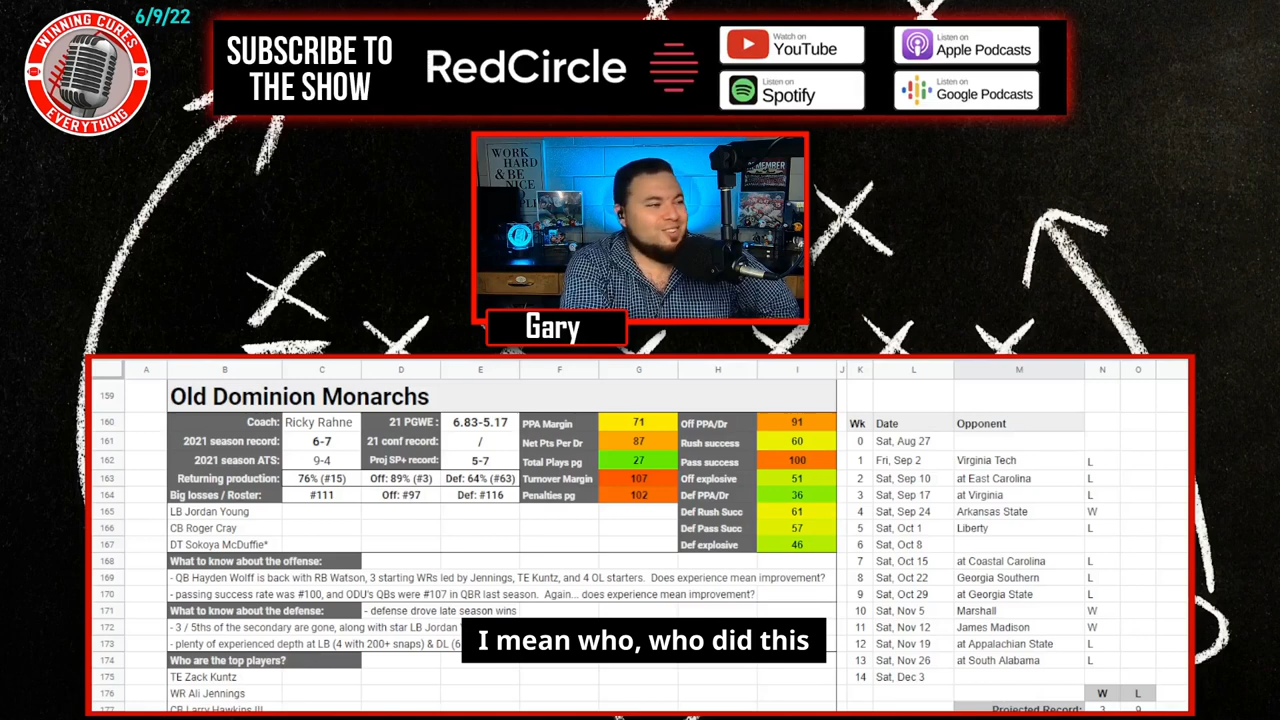 6/9/22
WINNING CURES
EVERYTHING
SUBSCRIBE TO
THE SHOW
RedCircle
Watch on
YouTube
Listen on
Apple Podcasts
Listen on
Spotify
Listen on
Google Podcasts
WORK
HARD
& BE
NICE
Gary
A B C D E F G H I J K L M N O
159 Old Dominion Monarchs
160 Coach: Ricky Rahne 21 PGWE : 6.83-5.17 PPA Margin 71 Off PPA/Dr 91 Wk Date Opponent
161 2021 season record: 6-7 21 conf record: / Net Pts Per Dr 87 Rush success 60 0 Sat, Aug 27
162 2021 season ATS: 9-4 Proj SP+ record: 5-7 Total Plays pg 27 Pass success 100 1 Fri, Sep 2 Virginia Tech L
163 Returning production: 76% (#15) Off: 89% (#3) Def: 64% (#63) Turnover Margin 107 Off explosive 51 2 Sat, Sep 10 at East Carolina L
164 Big losses / Roster: #111 Off: #97 Def: #116 Penalties pg 102 Def PPA/Dr 36 3 Sat, Sep 17 at Virginia L
165 LB Jordan Young Def Rush Succ 61 4 Sat, Sep 24 Arkansas State W
166 CB Roger Cray Def Pass Succ 57 5 Sat, Oct 1 Liberty L
167 DT Sokoya McDuffie* Def explosive 46 6 Sat, Oct 8
168 What to know about the offense: 7 Sat, Oct 15 at Coastal Carolina L
169 - QB Hayden Wolff is back with RB Watson, 3 starting WRs led by Jennings, TE Kuntz, and 4 OL starters. Does experience mean improvement? 8 Sat, Oct 22 Georgia Southern L
170 - passing success rate was #100, and ODU's QBs were #107 in QBR last season. Again... does experience mean improvement? 9 Sat, Oct 29 at Georgia State L
171 What to know about the defense: - defense drove late season wins 10 Sat, Nov 5 Marshall W
172 - 3 / 5ths of the secondary are gone, along with star LB Jordan 11 Sat, Nov 12 James Madison W
173 - plenty of experienced depth at LB (4 with 200+ snaps) & DL (6 12 Sat, Nov 19 at Appalachian State L
174 Who are the top players? 13 Sat, Nov 26 at South Alabama L
175 TE Zack Kuntz 14 Sat, Dec 3
176 WR Ali Jennings W L
177 CB Larry Hawkins III Projected Record: 3 9
I mean who, who did this